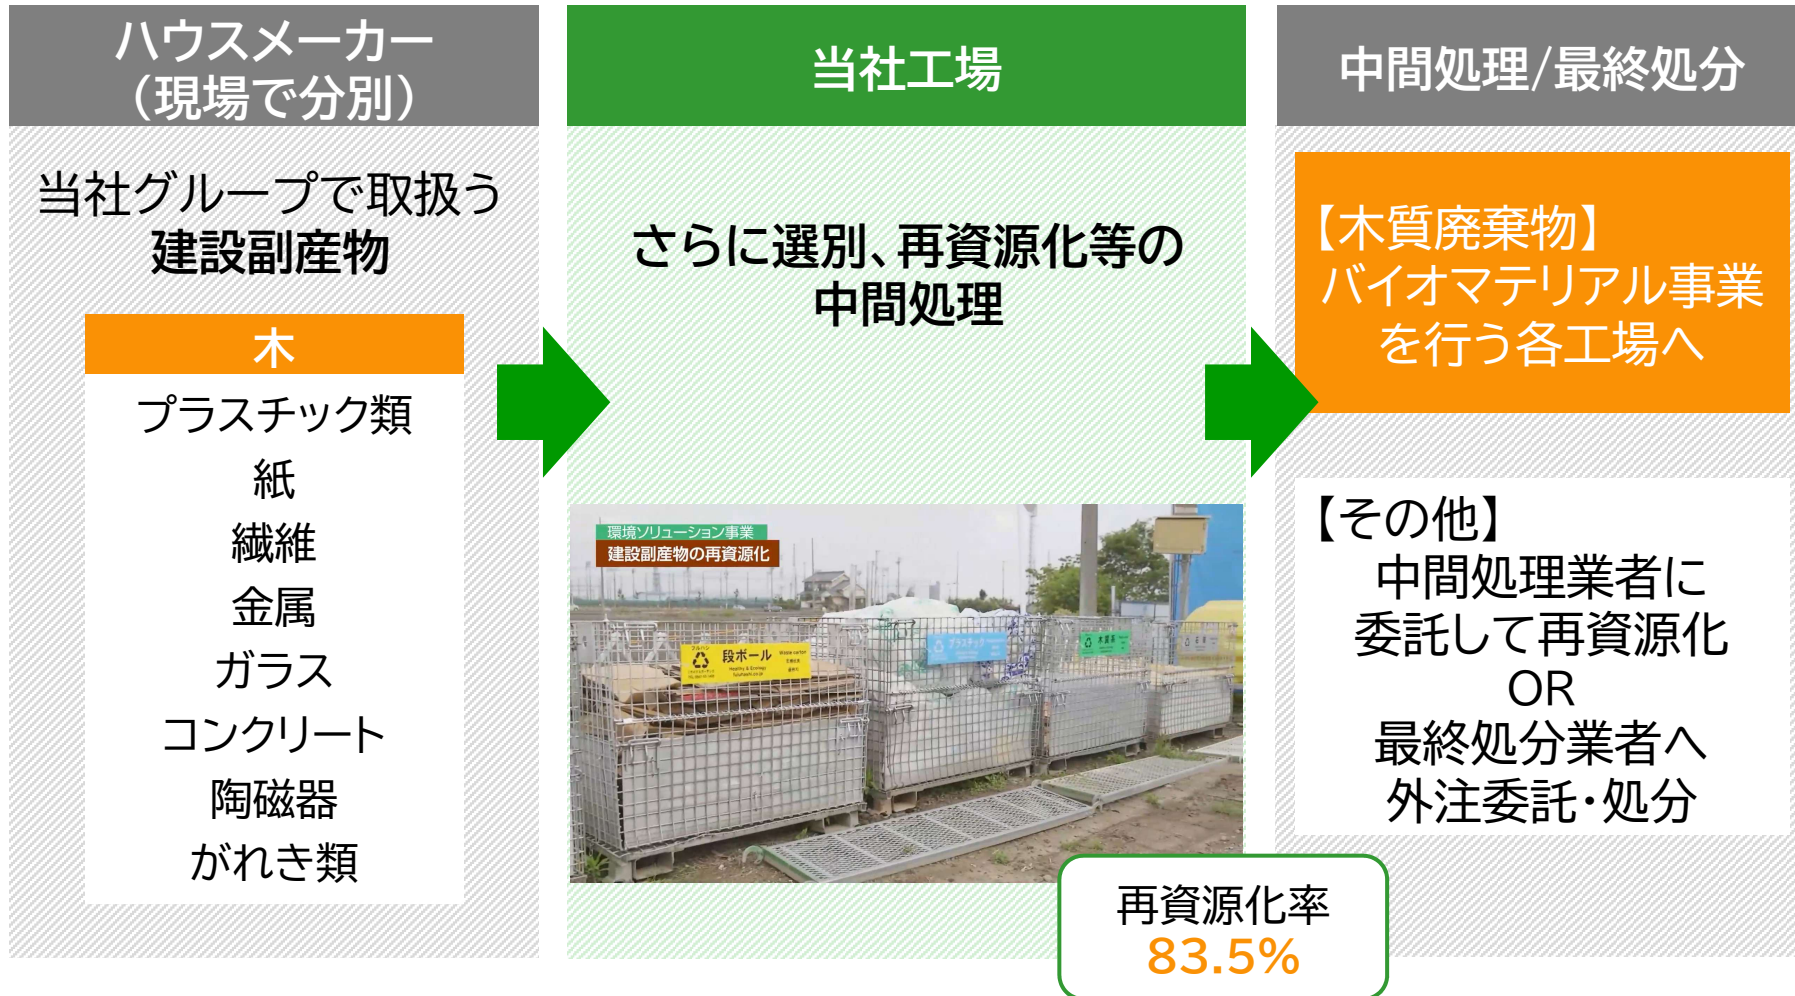 ハウスメーカー
（現場で分別）
当社グループで取扱う
建設副産物
木
プラスチック類
紙
繊維
金属
ガラス
コンクリート
陶磁器
がれき類
当社工場
さらに選別、再資源化等の
中間処理
環境ソリューション事業
建設副産物の再資源化
段ボール
プラスチック
木質系
再資源化率
83.5%
中間処理/最終処分
【木質廃棄物】
バイオマテリアル事業
を行う各工場へ
【その他】
中間処理業者に
委託して再資源化
OR
最終処分業者へ
外注委託・処分